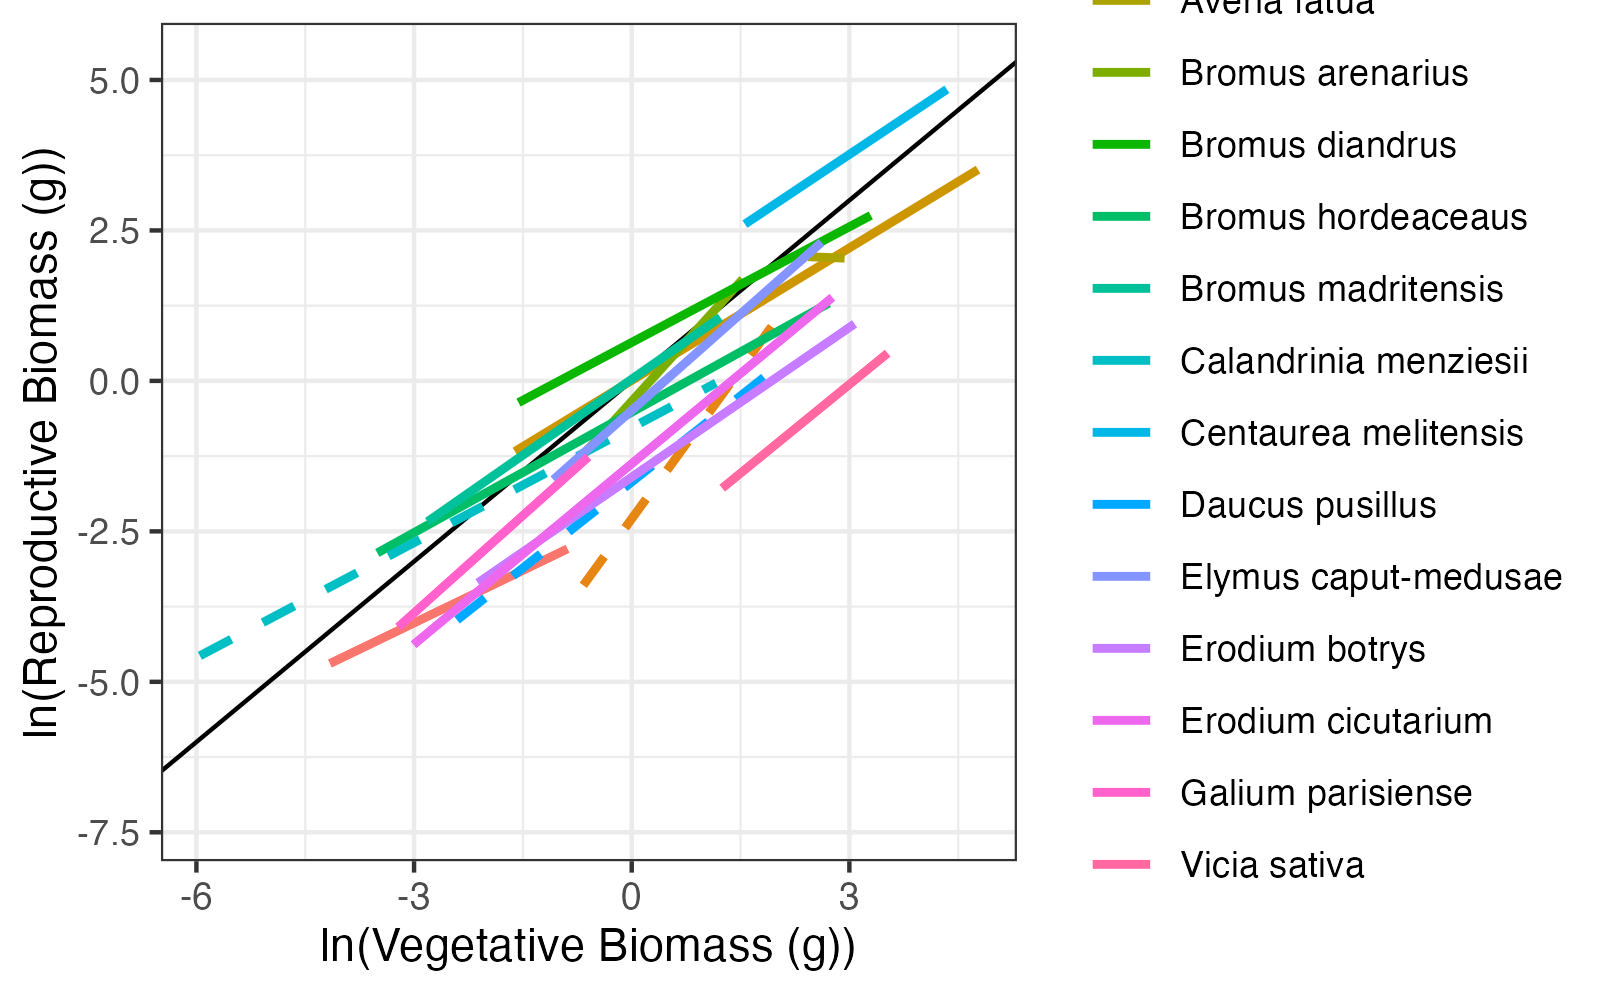 Avena fatua
Bromus arenarius
Bromus diandrus
Bromus hordeaceaus
Bromus madritensis
Calandrinia menziesii
Centaurea melitensis
Daucus pusillus
Elymus caput-medusae
Erodium botrys
Erodium cicutarium
Galium parisiense
Vicia sativa
ln(Reproductive Biomass (g))
5.0
2.5
0.0
-2.5
-5.0
-7.5
-6 -3 0 3
ln(Vegetative Biomass (g))